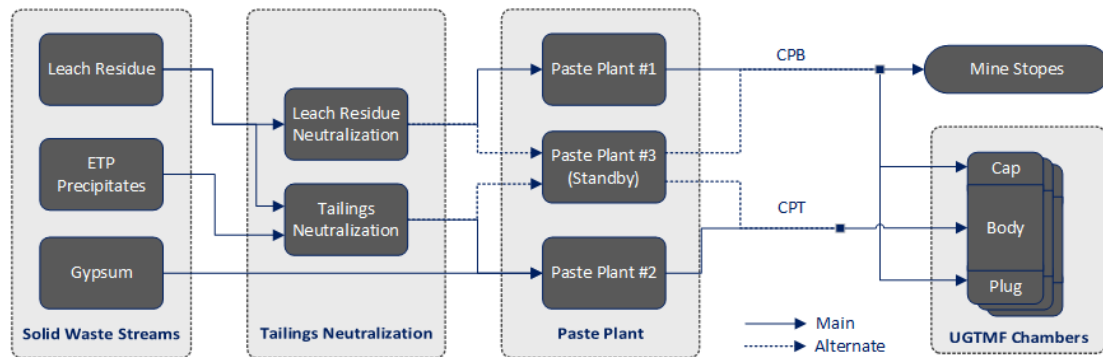 Leach Residue
ETP
Precipitates
Gypsum
Solid Waste Streams
Leach Residue
Neutralization
Tailings
Neutralization
Tailings Neutralization
Paste Plant #1
Paste Plant #3
(Standby)
Paste Plant #2
Paste Plant
CPB
CPT
Mine Stopes
Cap
Body
Plug
UGTMF Chambers
Main
Alternate